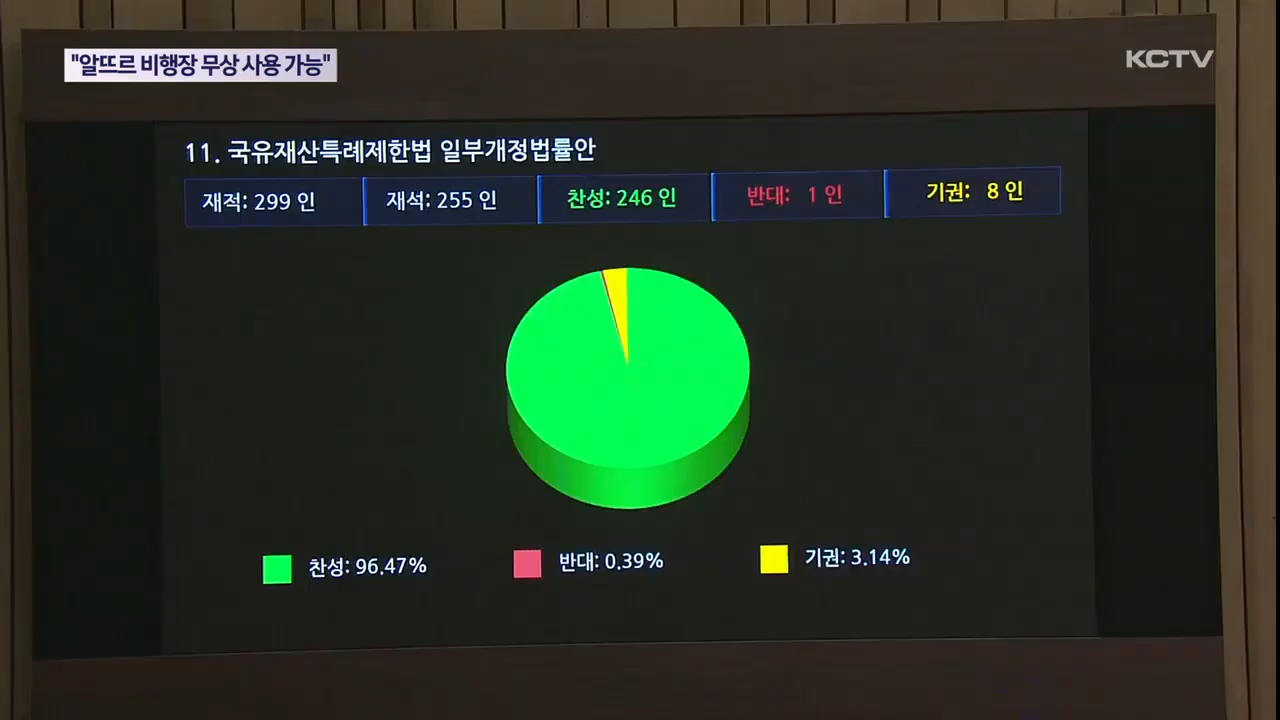 "알뜨르 비행장 무상 사용 가능"
KCTV
11. 국유재산특례제한법 일부개정법률안
재적: 299 인 재석: 255 인 찬성: 246 인 반대: 1 인 기권: 8 인
찬성: 96.47% 반대: 0.39% 기권: 3.14%